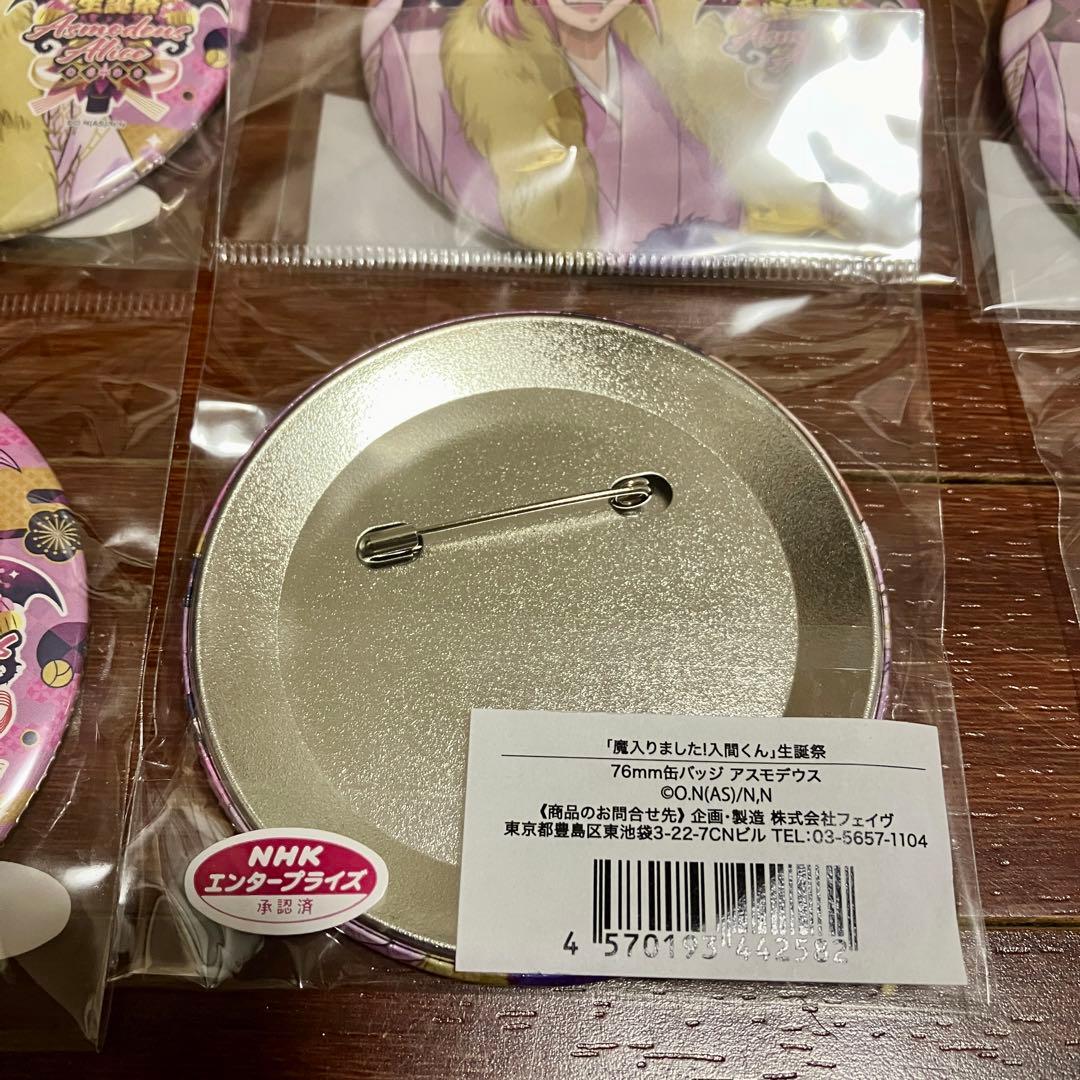 生誕祭
Asmodeus
Alice
「魔入りました!入間くん」生誕祭
76mm缶バッジ アスモデウス
©O.N(AS)/N,N
《商品のお問合せ先》企画・製造 株式会社フェイヴ
東京都豊島区東池袋3-22-7CNビル TEL:03-5657-1104
4 570193 442582
NHK
エンタープライズ
承認済